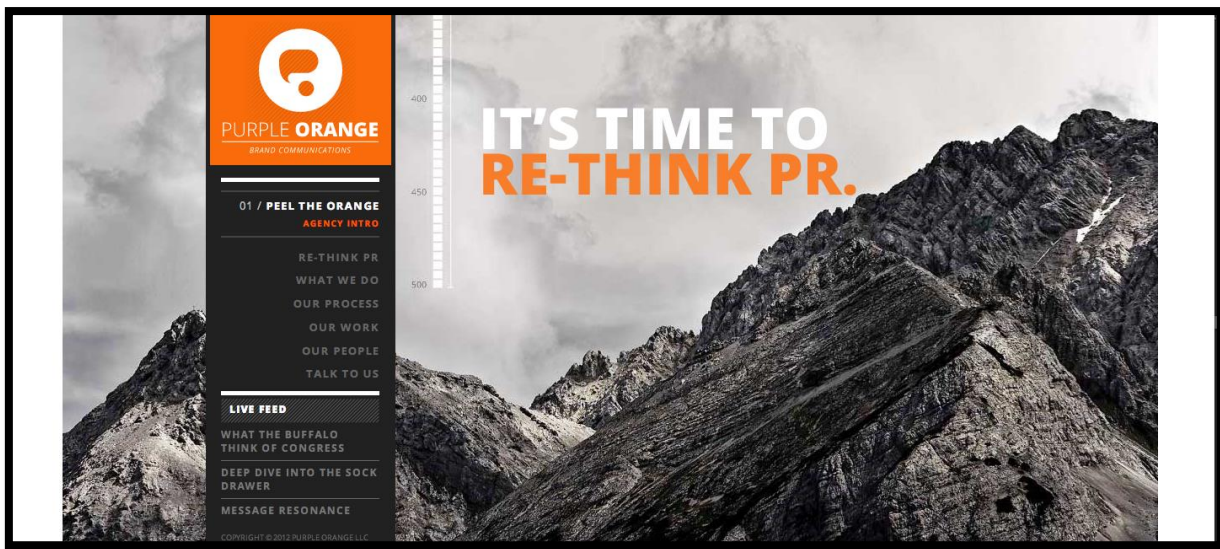 PURPLE ORANGE
BRAND COMMUNICATIONS
01 / PEEL THE ORANGE
AGENCY INTRO
RE-THINK PR
WHAT WE DO
OUR PROCESS
OUR WORK
OUR PEOPLE
TALK TO US
LIVE FEED
WHAT THE BUFFALO
THINK OF CONGRESS
DEEP DIVE INTO THE SOCK
DRAWER
MESSAGE RESONANCE
COPYRIGHT © 2012 PURPLE ORANGE LLC
400
450
500
IT'S TIME TO
RE-THINK PR.